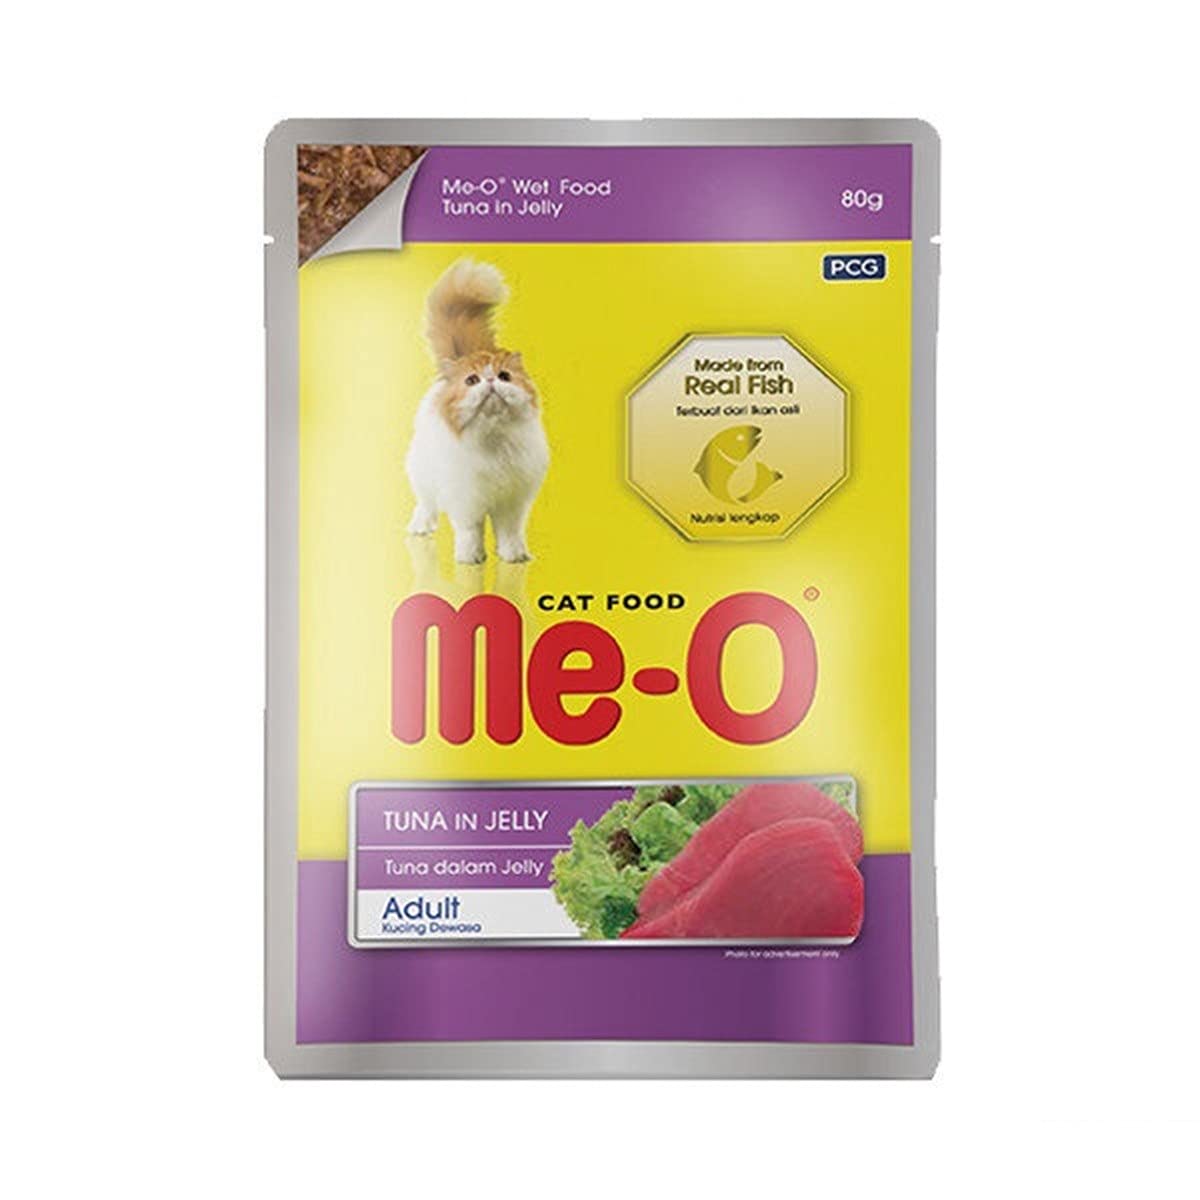 Me-O® Wet Food
Tuna in Jelly
80g
PCG
Made from
Real Fish
Terbuat dari Ikan asli
Nutrisi lengkap
CAT FOOD
Me-O®
TUNA IN JELLY
Tuna dalam Jelly
Adult
Kucing Dewasa
Photo for advertisement only